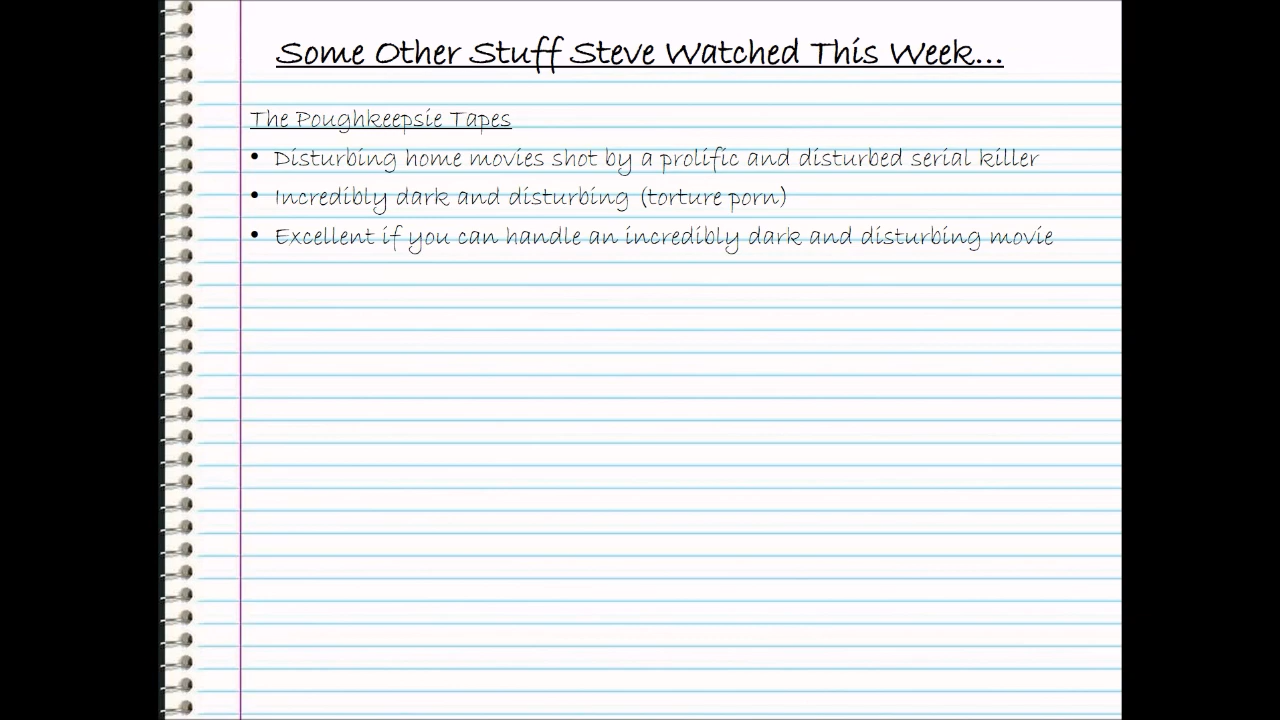 Some Other Stuff Steve Watched This Week...
The Poughkeepsie Tapes
• Disturbing home movies shot by a prolific and disturbed serial killer
• Incredibly dark and disturbing (torture porn)
• Excellent if you can handle an incredibly dark and disturbing movie